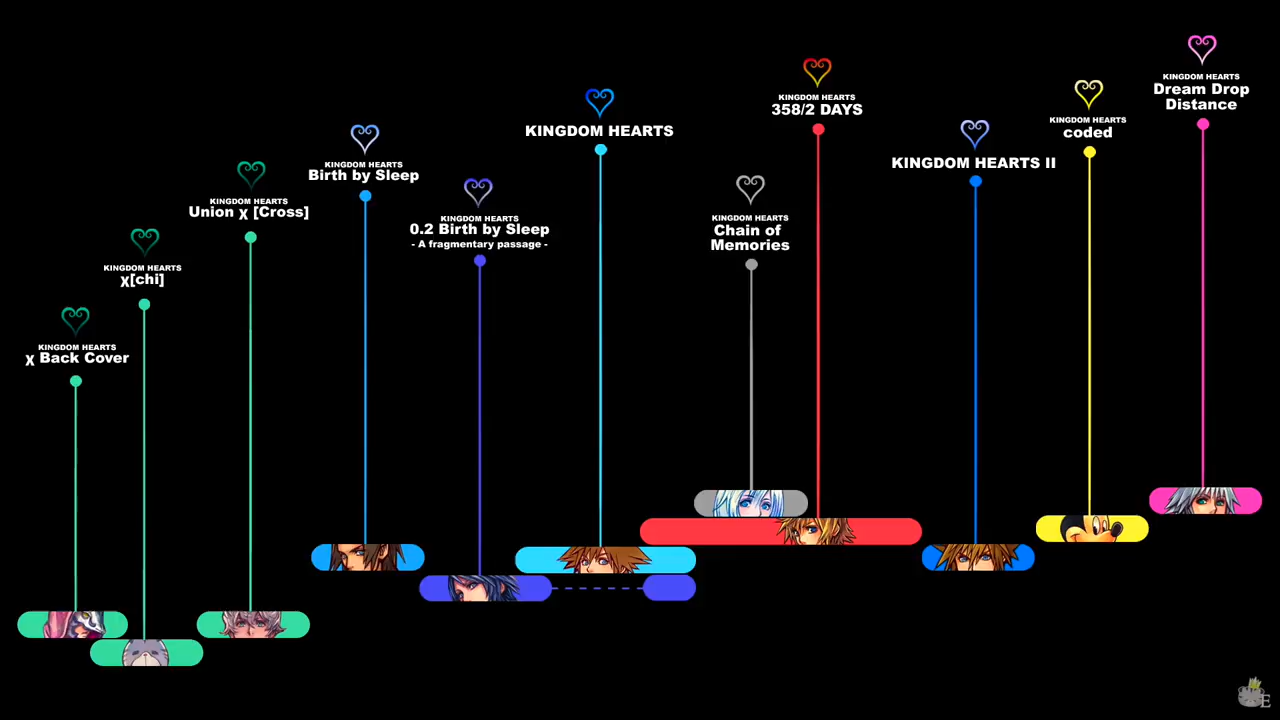 KINGDOM HEARTS
χ Back Cover
KINGDOM HEARTS
χ[chi]
KINGDOM HEARTS
Union χ [Cross]
KINGDOM HEARTS
Birth by Sleep
KINGDOM HEARTS
0.2 Birth by Sleep
- A fragmentary passage -
KINGDOM HEARTS
KINGDOM HEARTS
Chain of
Memories
KINGDOM HEARTS
358/2 DAYS
KINGDOM HEARTS II
KINGDOM HEARTS
coded
KINGDOM HEARTS
Dream Drop
Distance
E